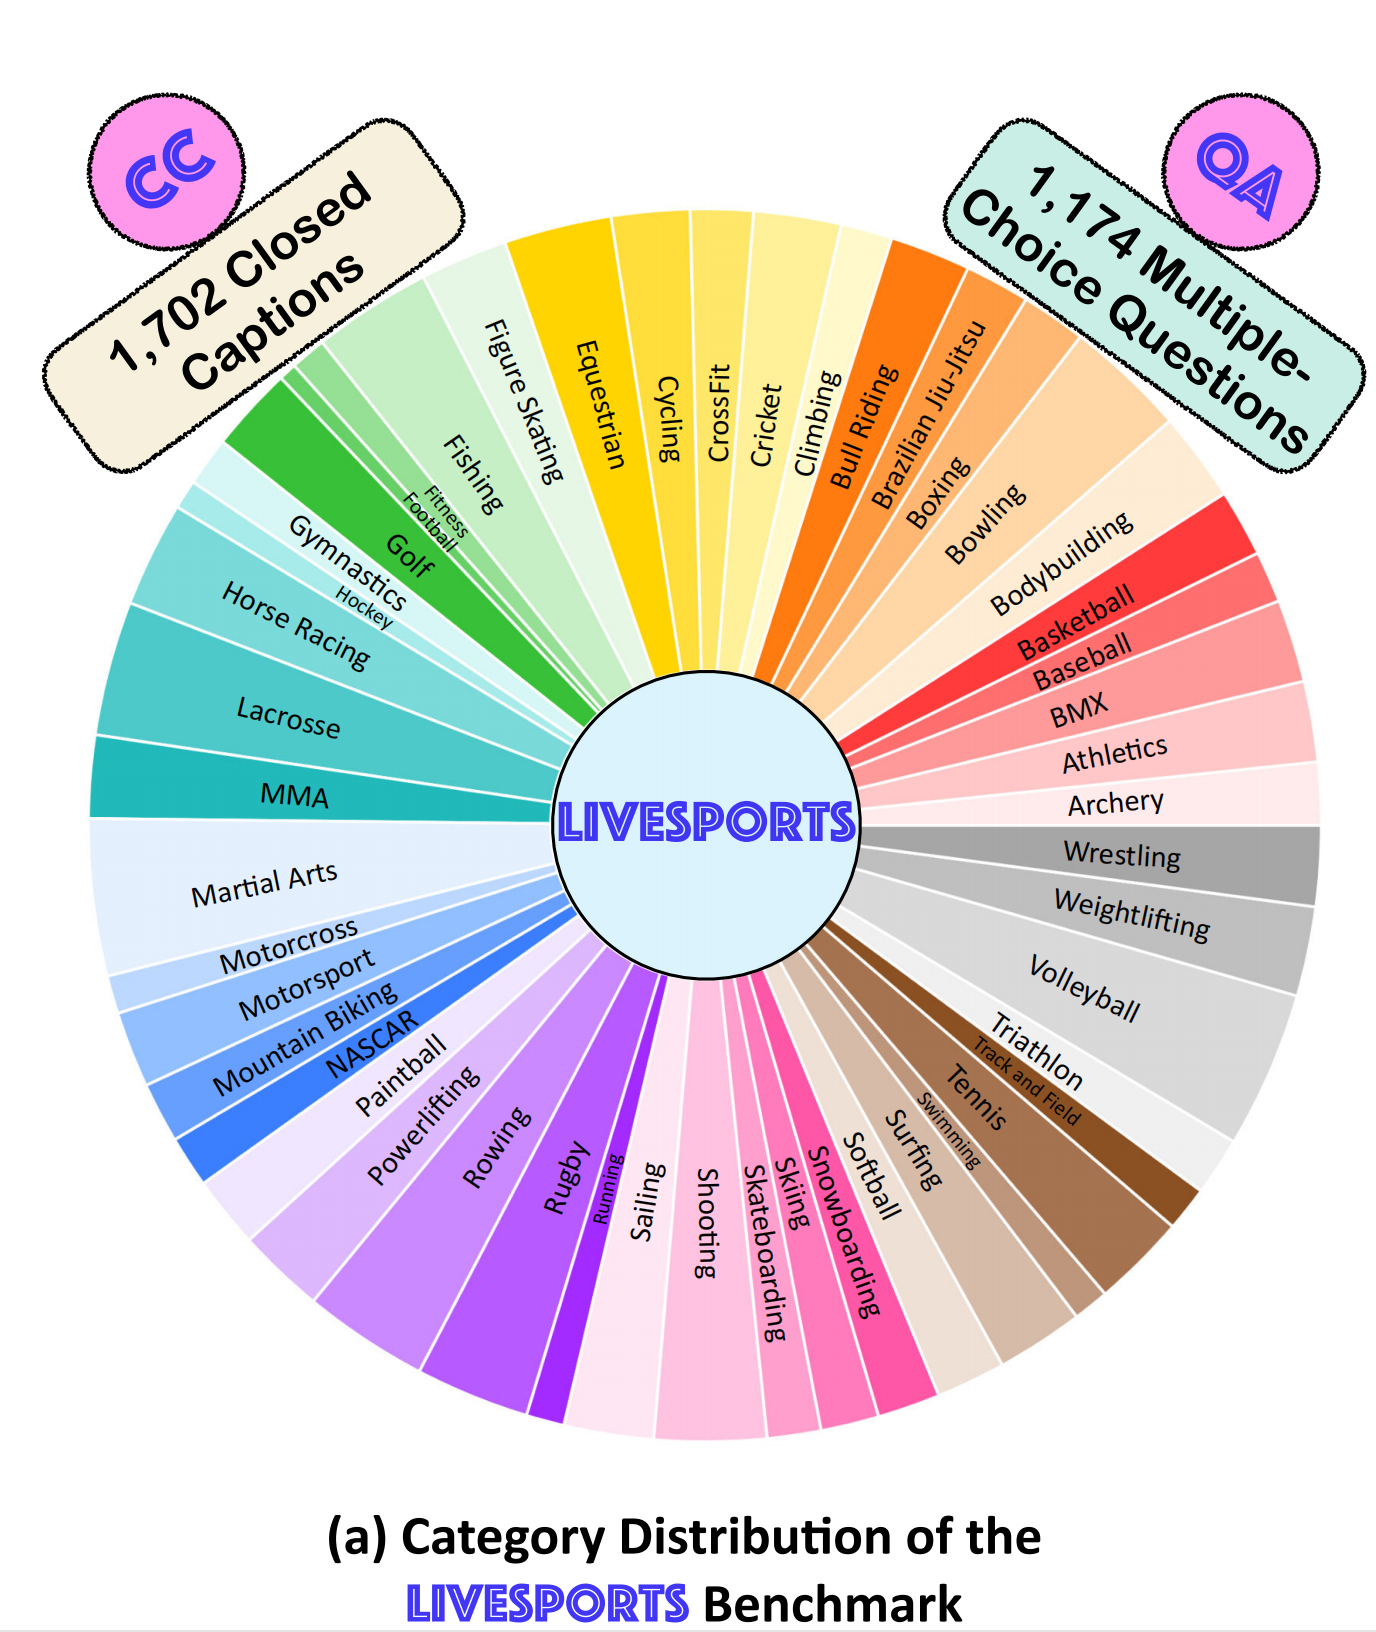 CC
1,702 Closed
Captions
QA
1,174 Multiple-
Choice Questions
Figure Skating
Equestrian
Cycling
CrossFit
Cricket
Climbing
Bull Riding
Brazilian Jiu-Jitsu
Boxing
Bowling
Bodybuilding
Basketball
Baseball
BMX
Athletics
Archery
Wrestling
Weightlifting
Volleyball
Triathlon
Track and Field
Tennis
Swimming
Surfing
Softball
Snowboarding
Skiing
Skateboarding
Shooting
Sailing
Running
Rugby
Rowing
Powerlifting
Paintball
NASCAR
Mountain Biking
Motorsport
Motorcross
Martial Arts
MMA
Lacrosse
Horse Racing
Hockey
Gymnastics
Golf
Football
Fitness
Fishing
LIVESPORTS
(a) Category Distribution of the
LIVESPORTS Benchmark